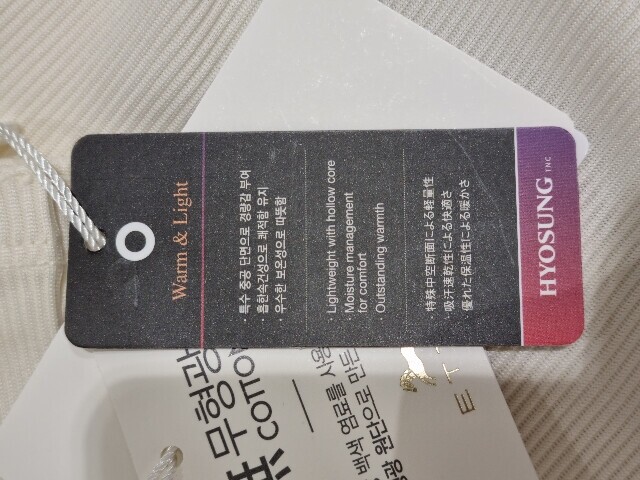 Warm & Light
· 특수 중공 단면으로 경량감 부여
· 흡한속건성으로 쾌적함 유지
· 우수한 보온성으로 따뜻함
· Lightweight with hollow core
· Moisture management
for comfort
· Outstanding warmth
· 特殊中空断面による軽量性
· 吸汗速乾性による快適さ
優れた保温性による暖かさ
HYOSUNG INC
무형광
COTTON
백색 염료를 사용
원단으로 만든